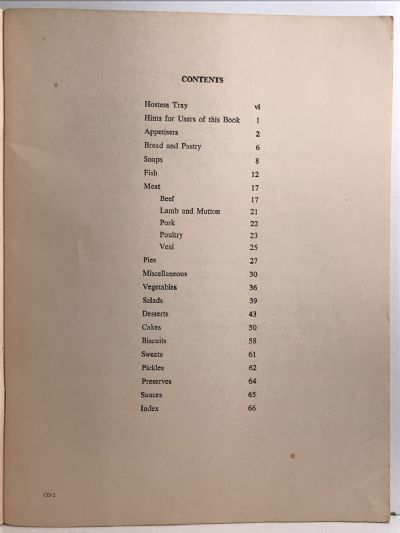 CONTENTS
Hostess Tray vi
Hints for Users of this Book 1
Appetisers 2
Bread and Pastry 6
Soups 8
Fish 12
Meat 17
Beef 17
Lamb and Mutton 21
Pork 22
Poultry 23
Veal 25
Pies 27
Miscellaneous 30
Vegetables 36
Salads 39
Desserts 43
Cakes 50
Biscuits 58
Sweets 61
Pickles 62
Preserves 64
Sauces 65
Index 66
CD-2